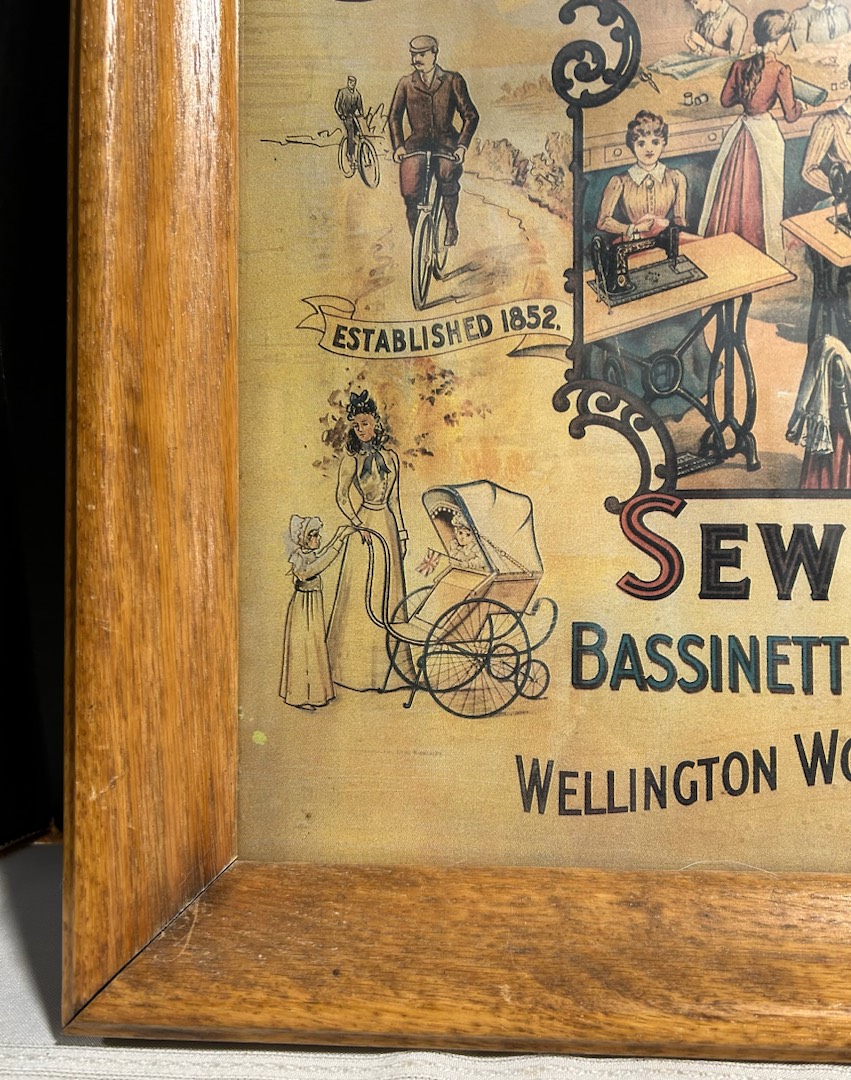 ESTABLISHED 1852.
SEW
BASSINETT
WELLINGTON WO